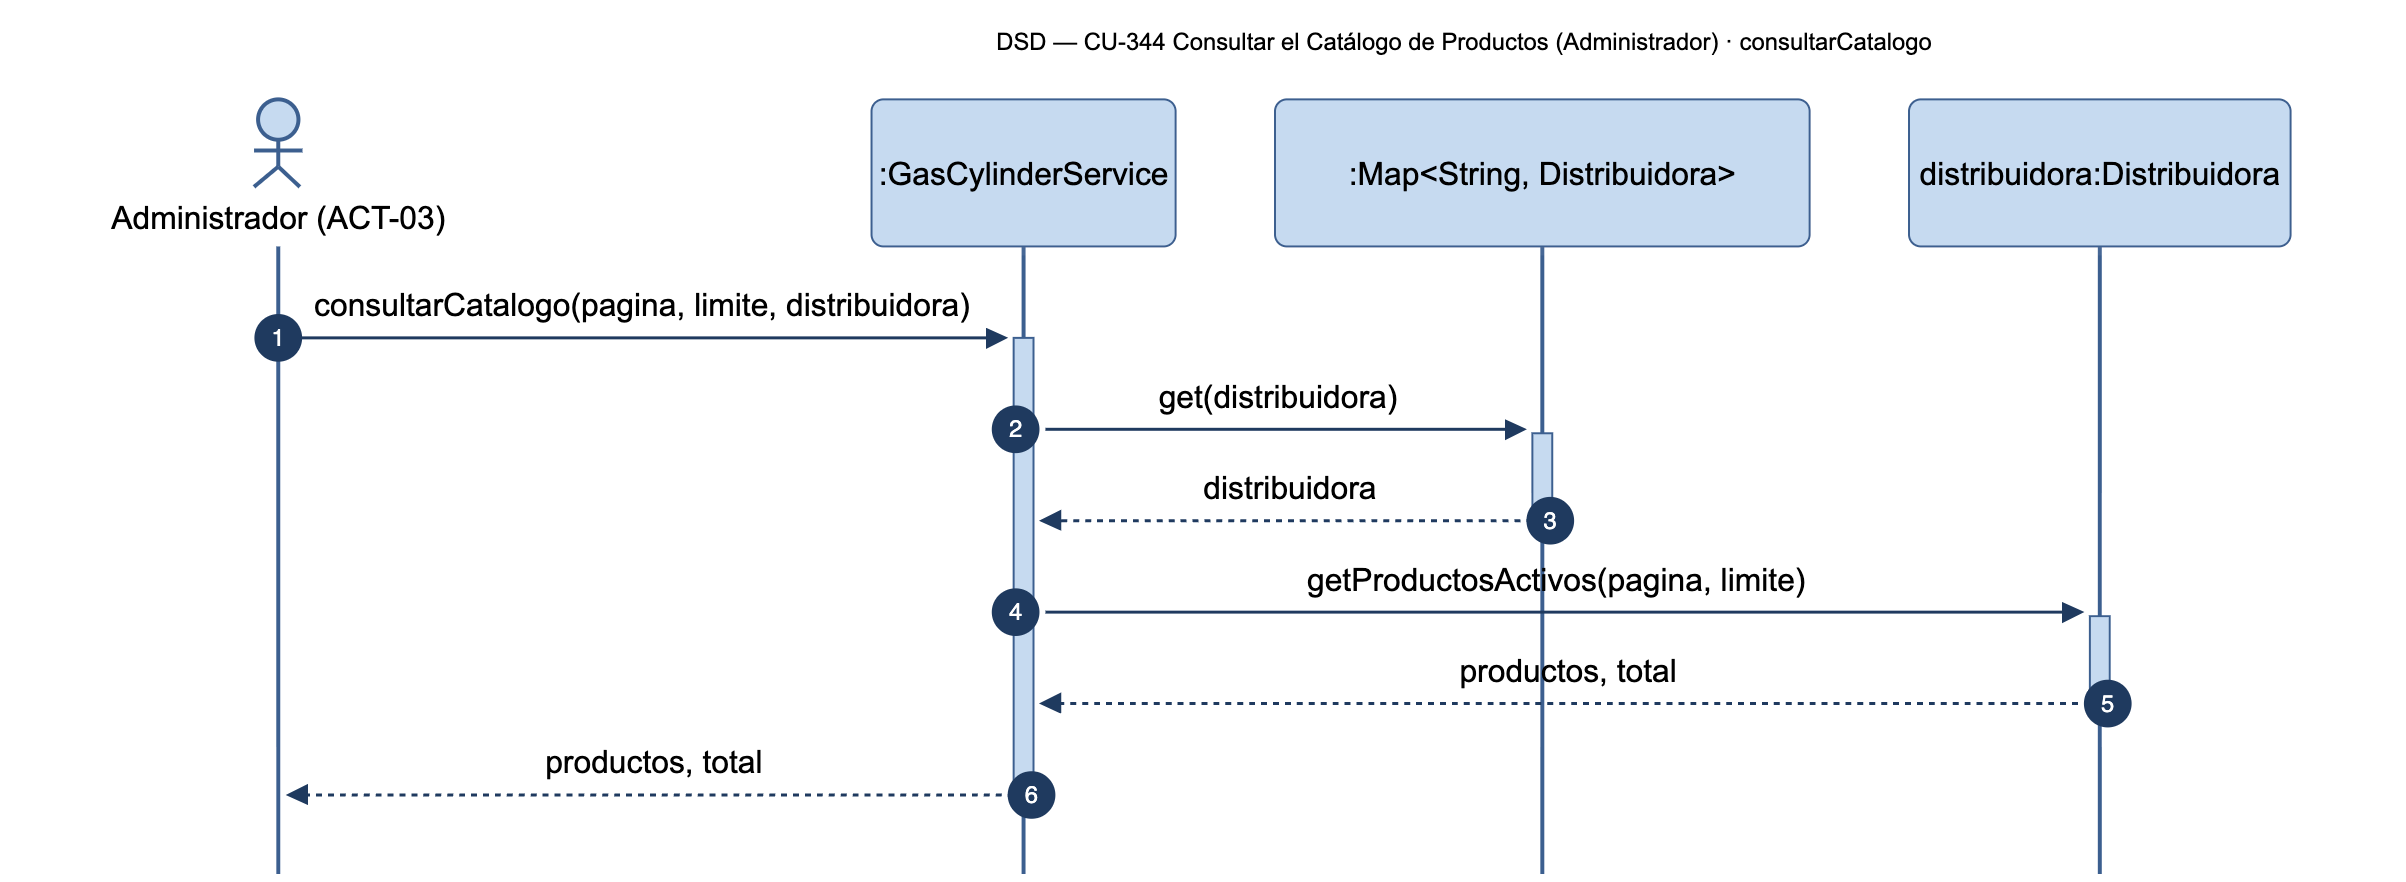 DSD — CU-344 Consultar el Catálogo de Productos (Administrador) · consultarCatalogo
Administrador (ACT-03)
:GasCylinderService
:Map<String, Distribuidora>
distribuidora:Distribuidora
consultarCatalogo(pagina, limite, distribuidora)
1
get(distribuidora)
2
distribuidora
3
getProductosActivos(pagina, limite)
4
productos, total
5
productos, total
6